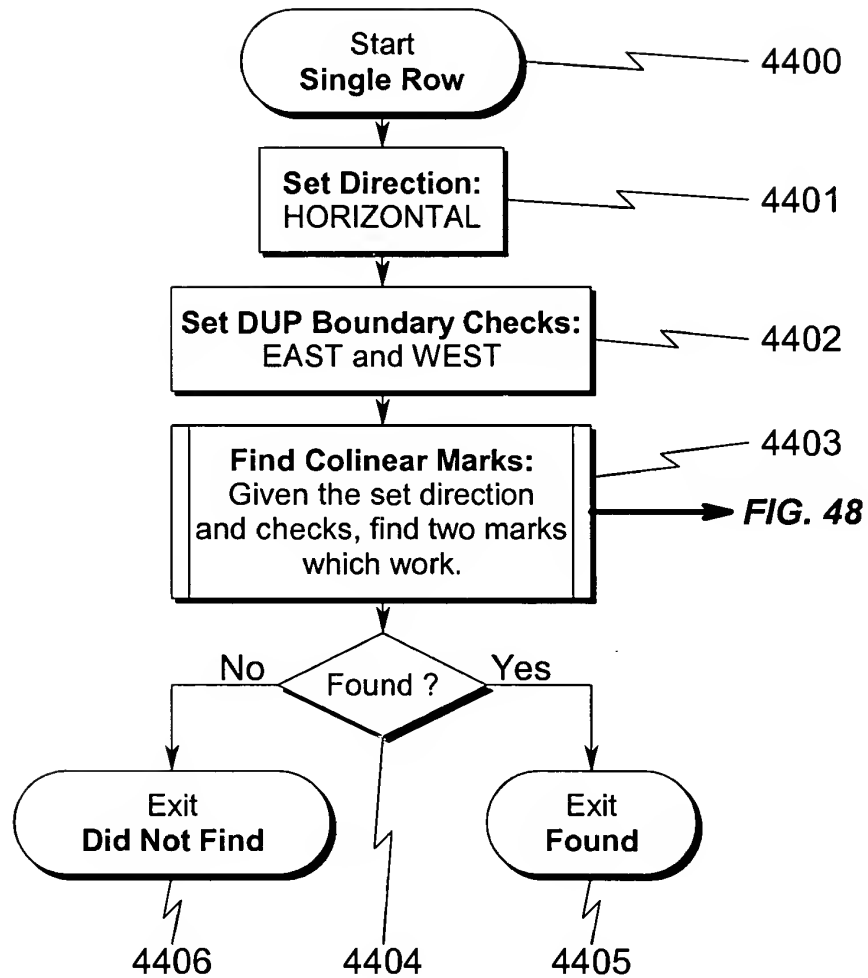 Start
Single Row
4400
Set Direction:
HORIZONTAL
4401
Set DUP Boundary Checks:
EAST and WEST
4402
Find Colinear Marks:
Given the set direction
and checks, find two marks
which work.
4403
FIG. 48
No
Found ?
Yes
Exit
Did Not Find
Exit
Found
4406
4404
4405